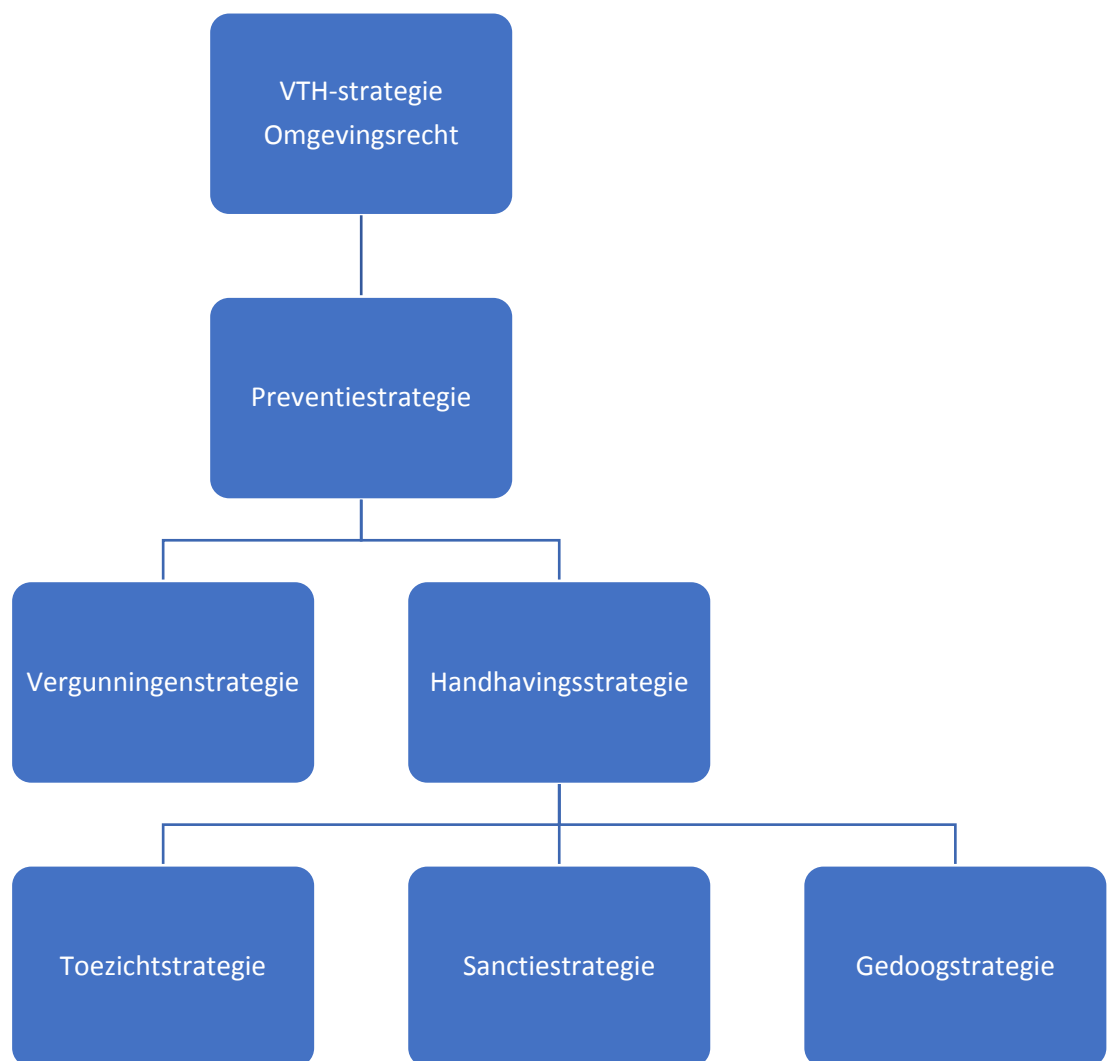 VTH-strategie
Omgevingsrecht
Preventiestrategie
Vergunningenstrategie
Handhavingsstrategie
Toezichtstrategie
Sanctiestrategie
Gedoogstrategie